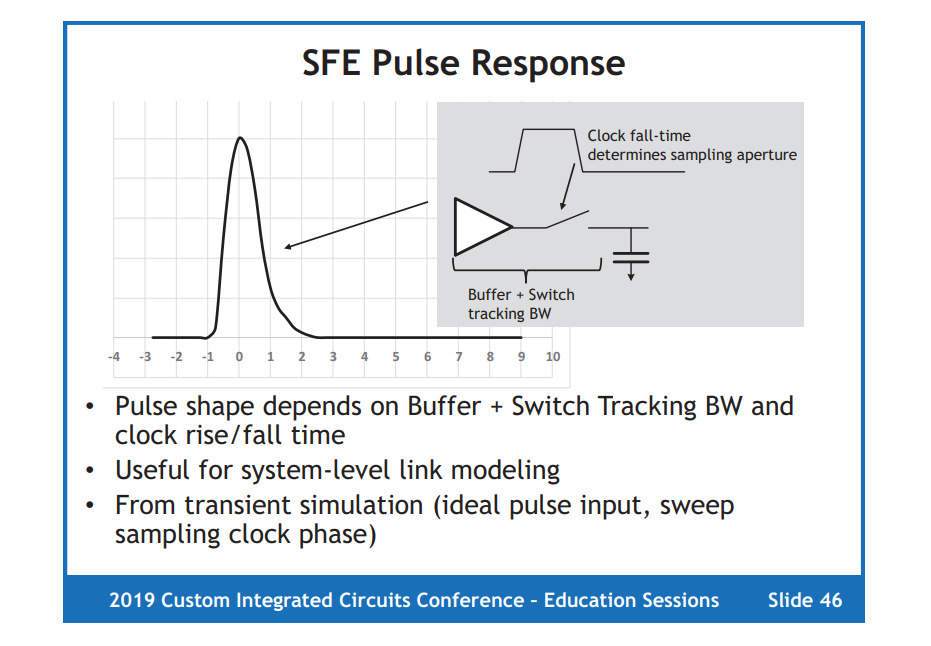 SFE Pulse Response
Clock fall-time
determines sampling aperture
Buffer + Switch
tracking BW
-4 -3 -2 -1 0 1 2 3 4 5 6 7 8 9 10
• Pulse shape depends on Buffer + Switch Tracking BW and
clock rise/fall time
• Useful for system-level link modeling
• From transient simulation (ideal pulse input, sweep
sampling clock phase)
2019 Custom Integrated Circuits Conference - Education Sessions Slide 46